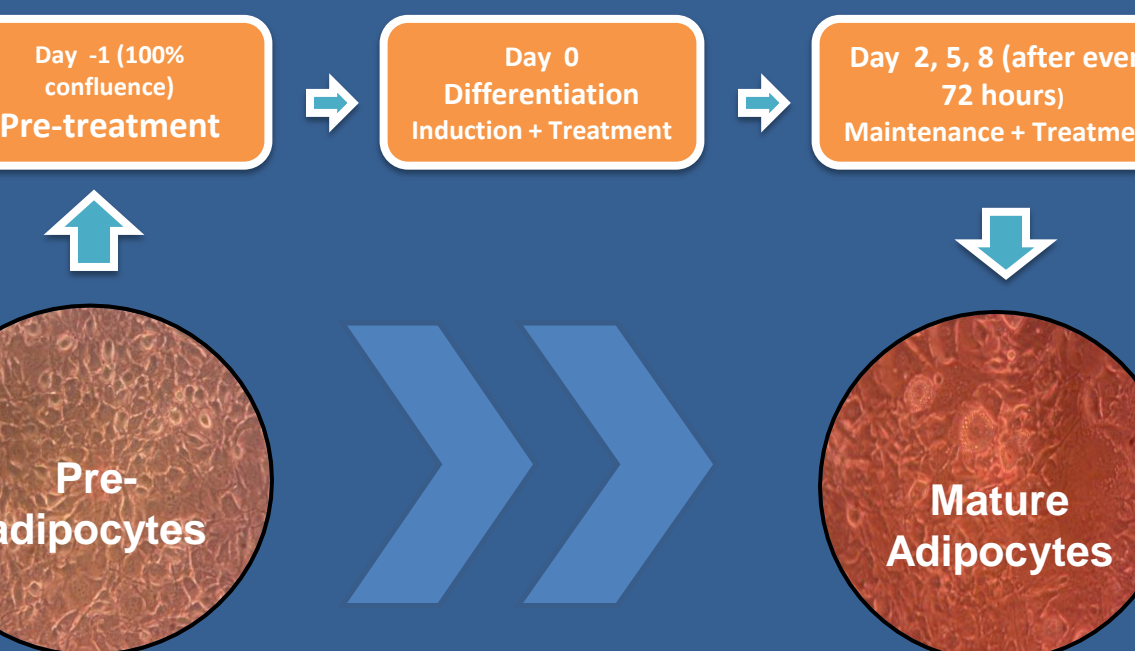 Day -1 (100%
confluence)
Pre-treatment
Day 0
Differentiation
Induction + Treatment
Day 2, 5, 8 (after ever
72 hours)
Maintenance + Treatme
Pre-
adipocytes
Mature
Adipocytes